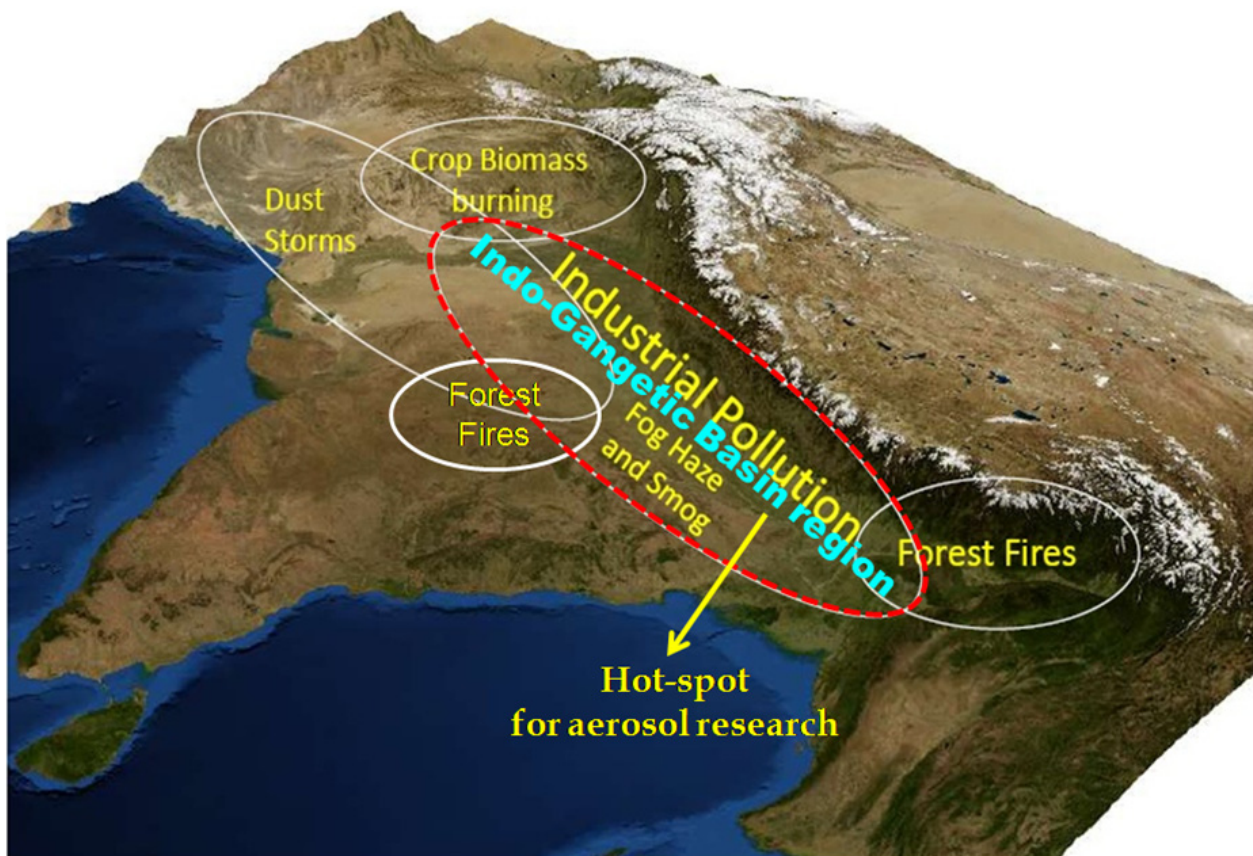 Crop Biomass
burning
Dust
Storms
Industrial Pollution
Indo-Gangetic Basin region
Fog Haze
and Smog
Forest
Fires
Forest Fires
Hot-spot
for aerosol research